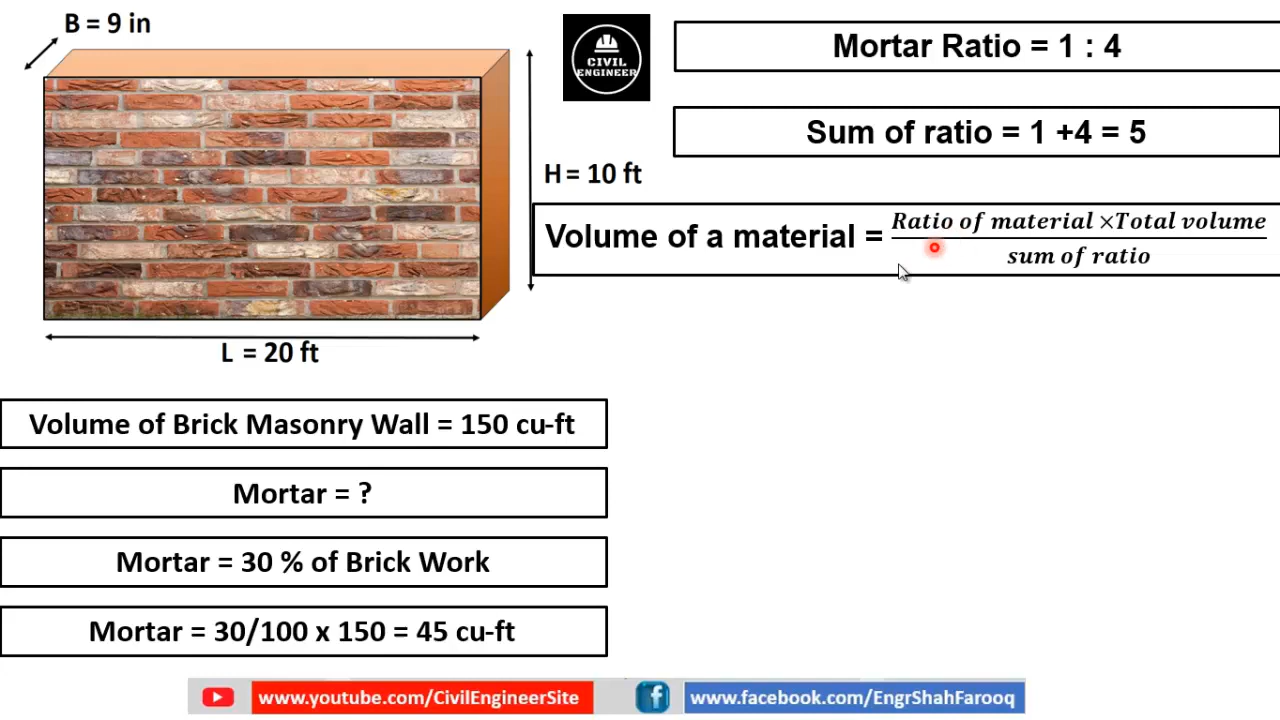 B = 9 in
CIVIL
ENGINEER
Mortar Ratio = 1 : 4
Sum of ratio = 1 +4 = 5
H = 10 ft
Volume of a material = Ratio of material ×Total volume
sum of ratio
L = 20 ft
Volume of Brick Masonry Wall = 150 cu-ft
Mortar = ?
Mortar = 30 % of Brick Work
Mortar = 30/100 x 150 = 45 cu-ft
www.youtube.com/CivilEngineerSite
www.facebook.com/EngrShahFarooq